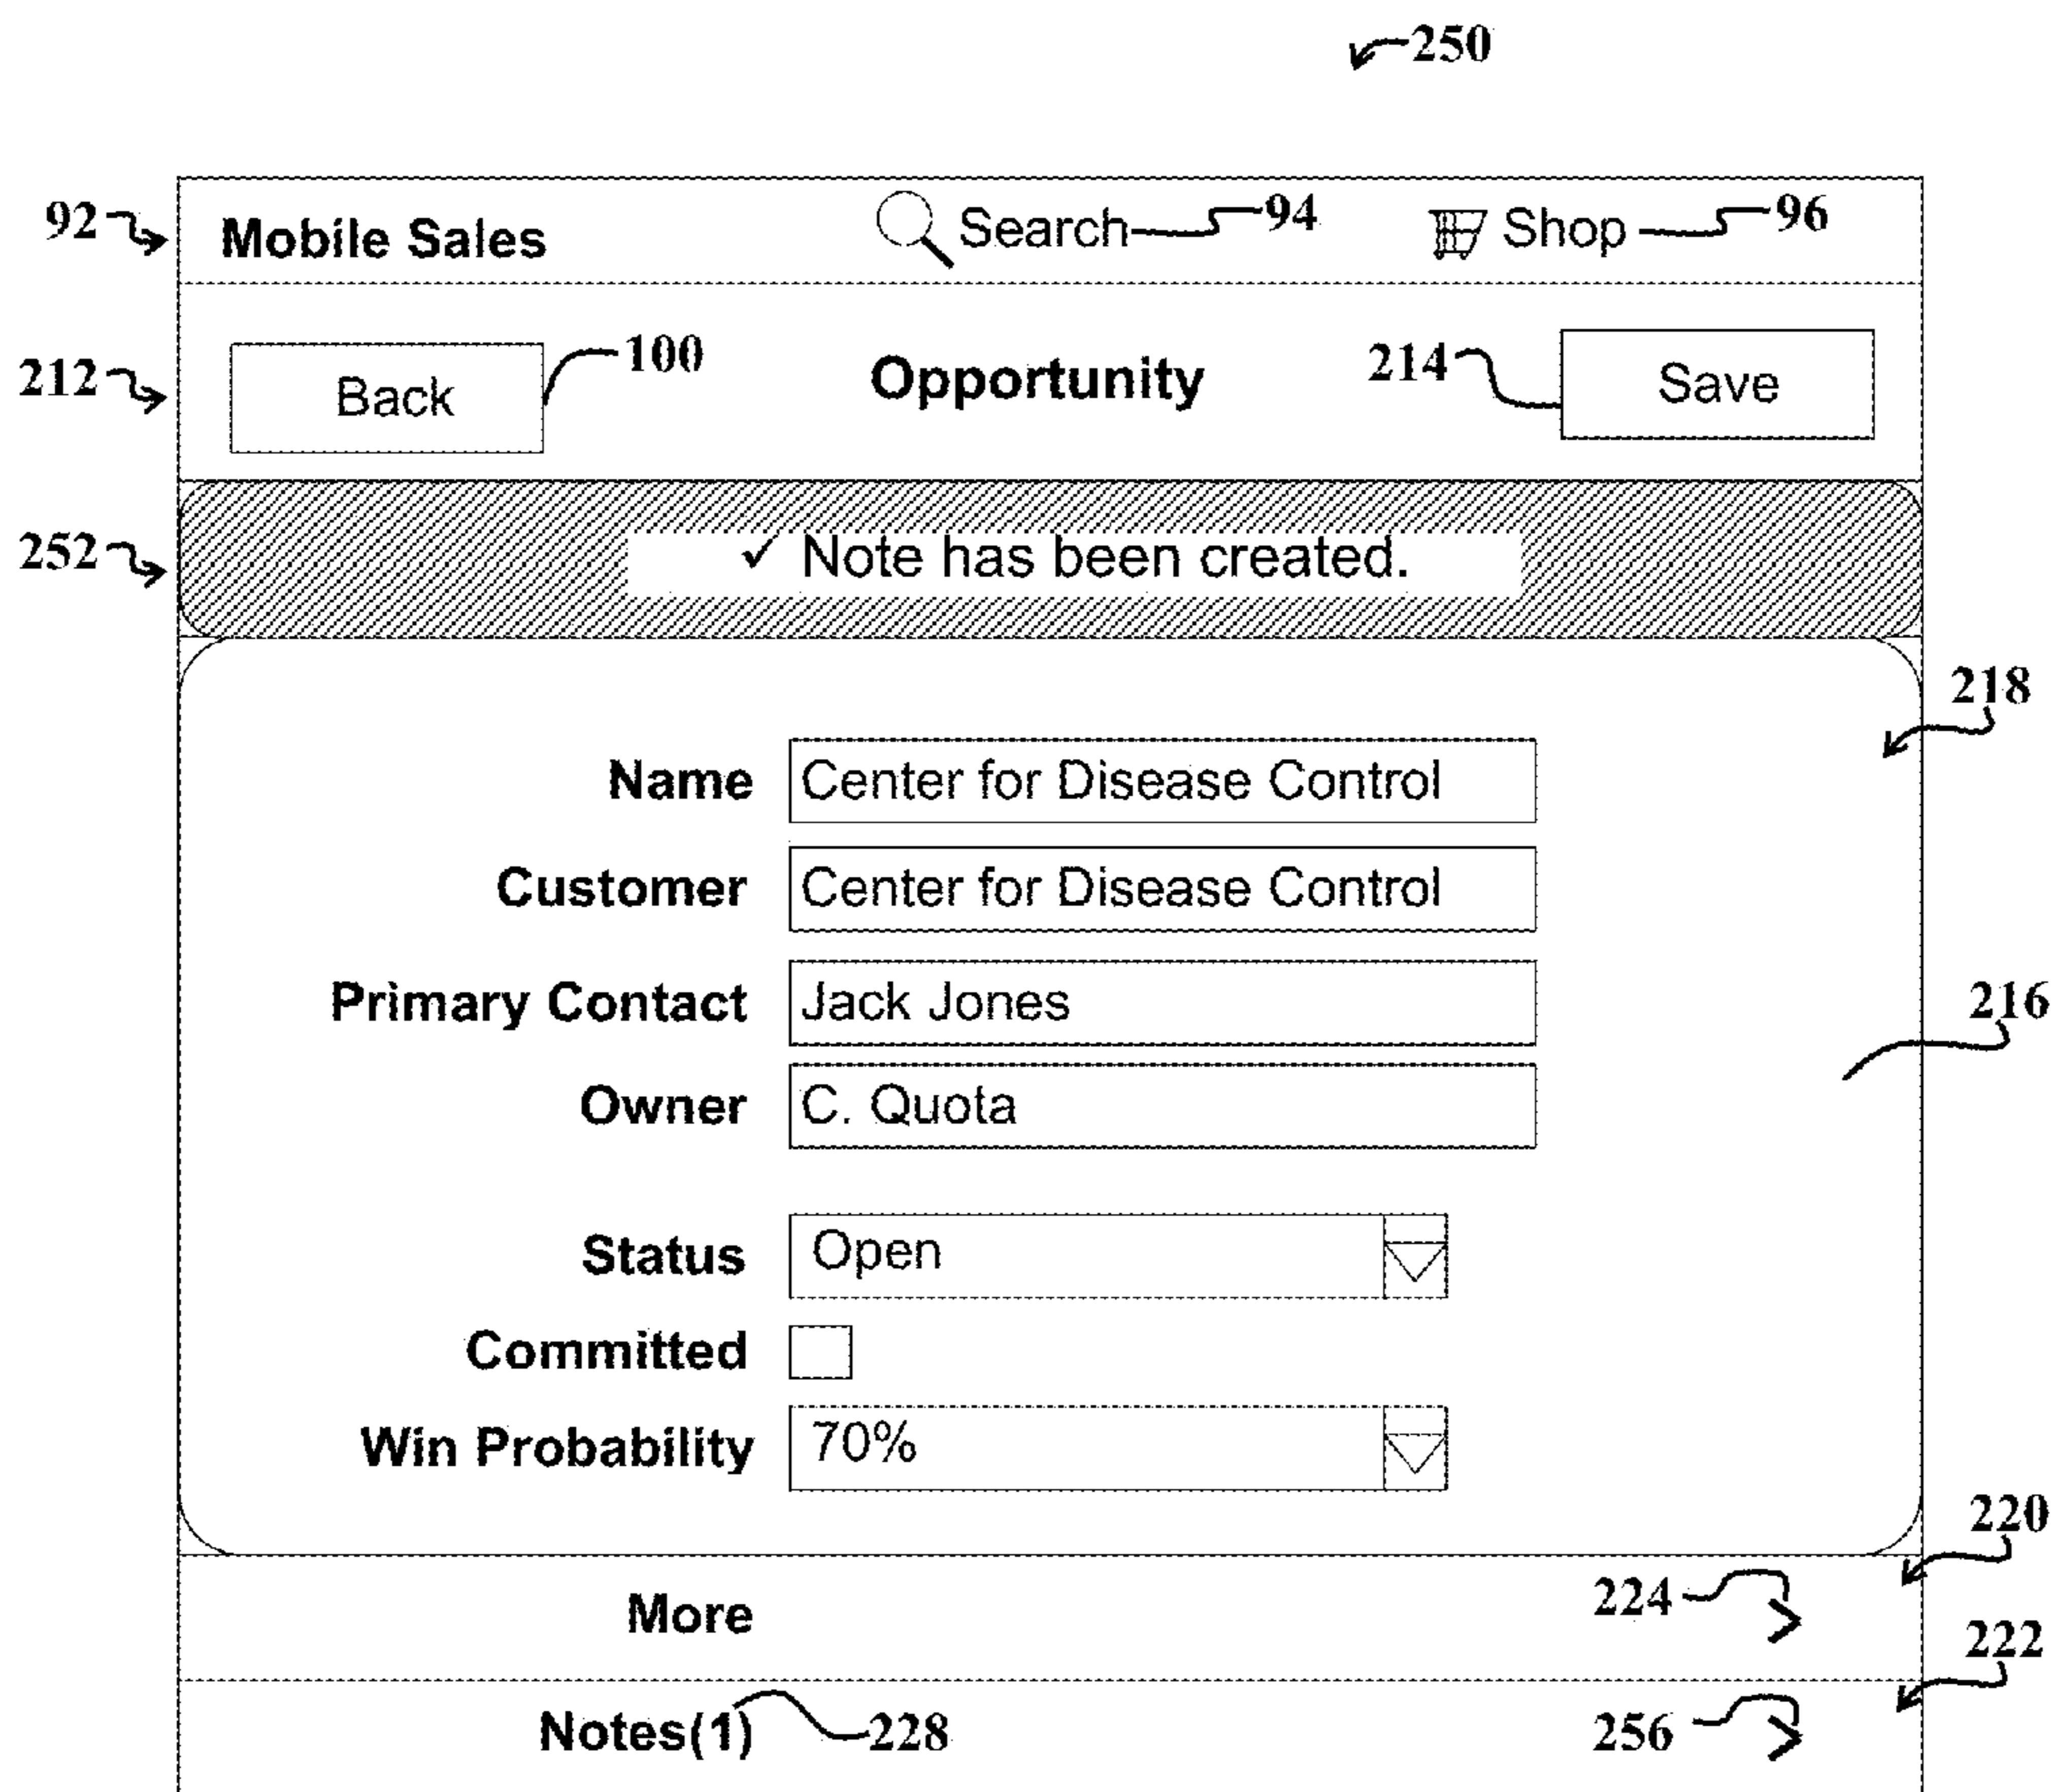 250
92 Mobile Sales Search 94 Shop 96
212 Back 100 Opportunity 214 Save
252 ✓ Note has been created.
218
Name Center for Disease Control
Customer Center for Disease Control
Primary Contact Jack Jones 216
Owner C. Quota
Status Open
Committed
Win Probability 70%
220
More 224 >
222
Notes(1) 228 256 >